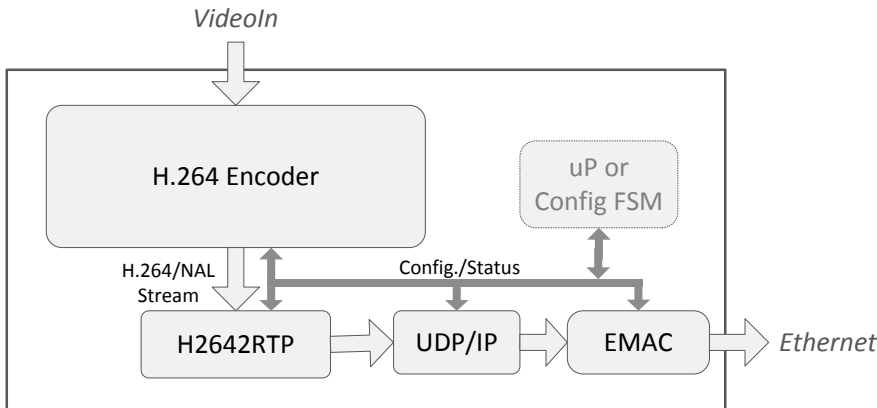 VideoIn
H.264 Encoder
uP or
Config FSM
H.264/NAL
Stream
Config./Status
H2642RTP
UDP/IP
EMAC
Ethernet